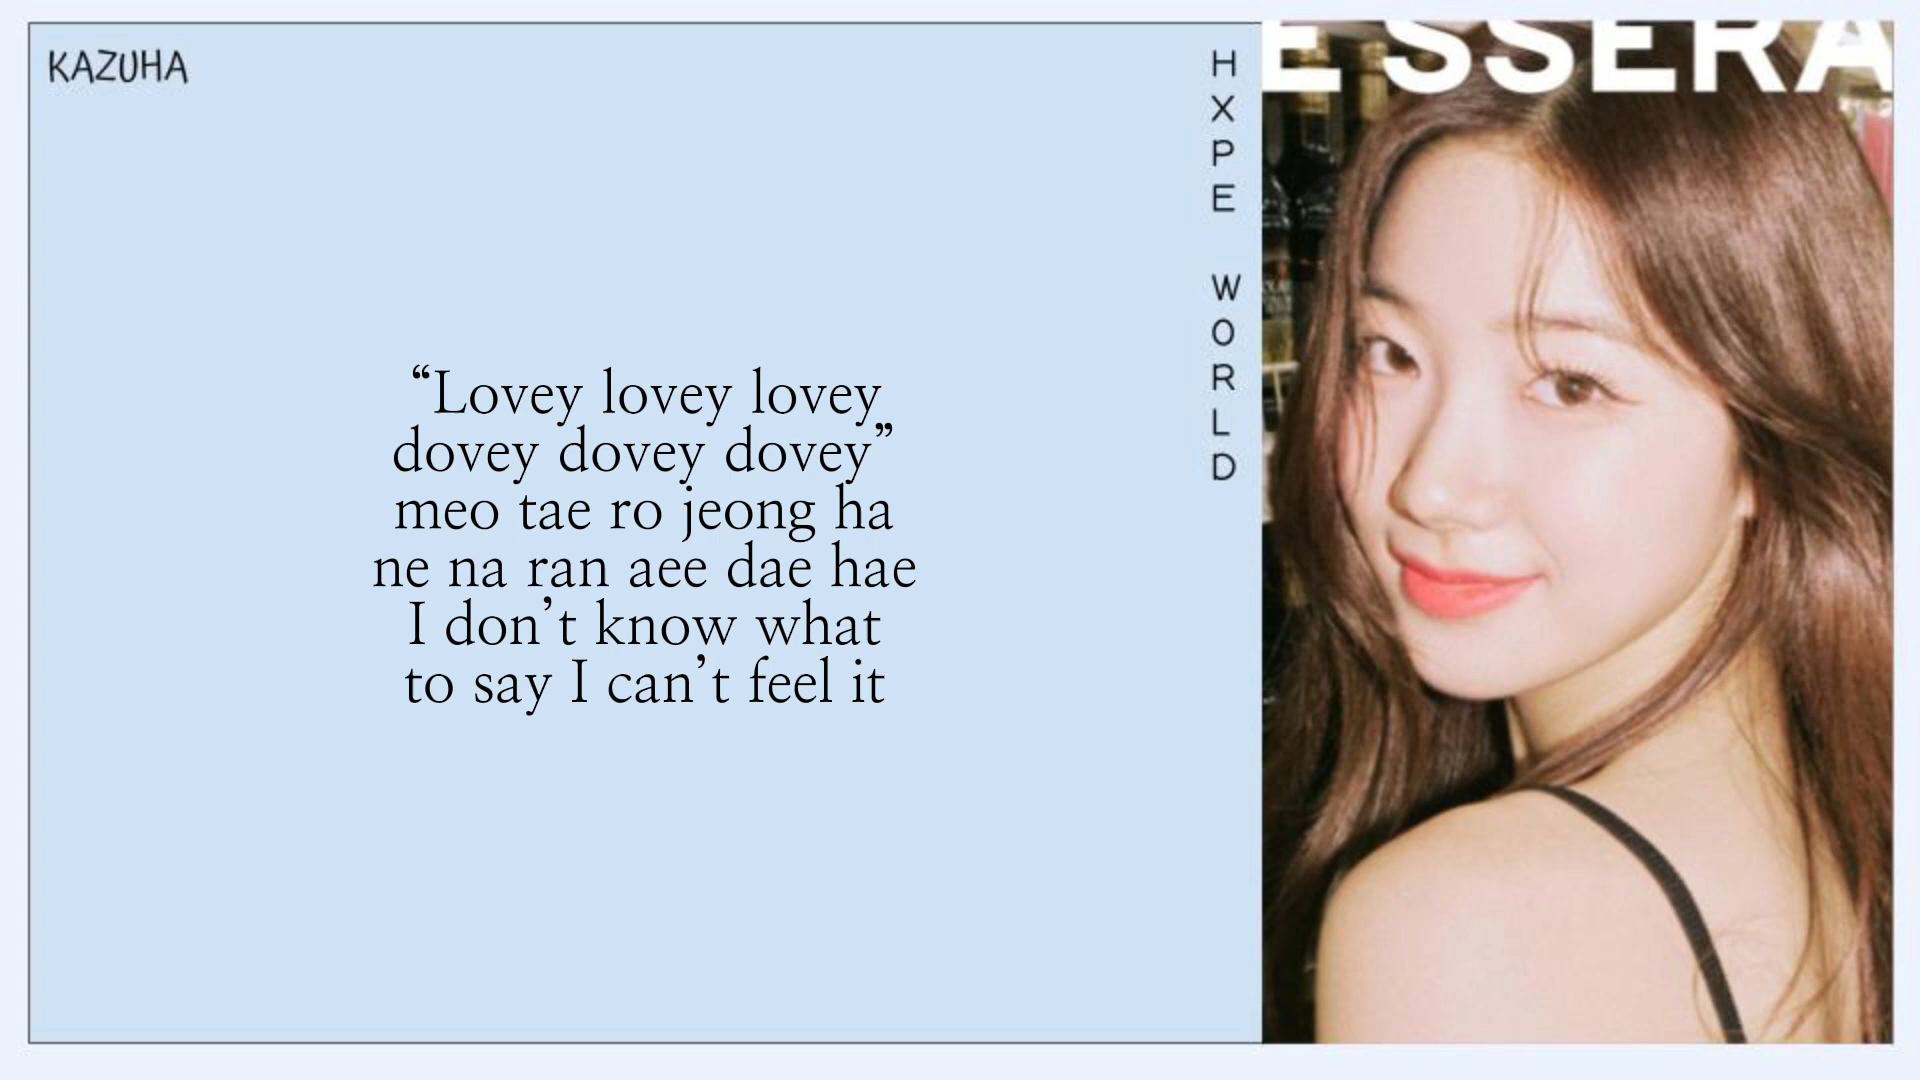 KAZUHA
“Lovey lovey lovey
dovey dovey dovey”
meo tae ro jeong ha
ne na ran aee dae hae
I don’t know what
to say I can’t feel it
HXPE WORLD
E SSERA